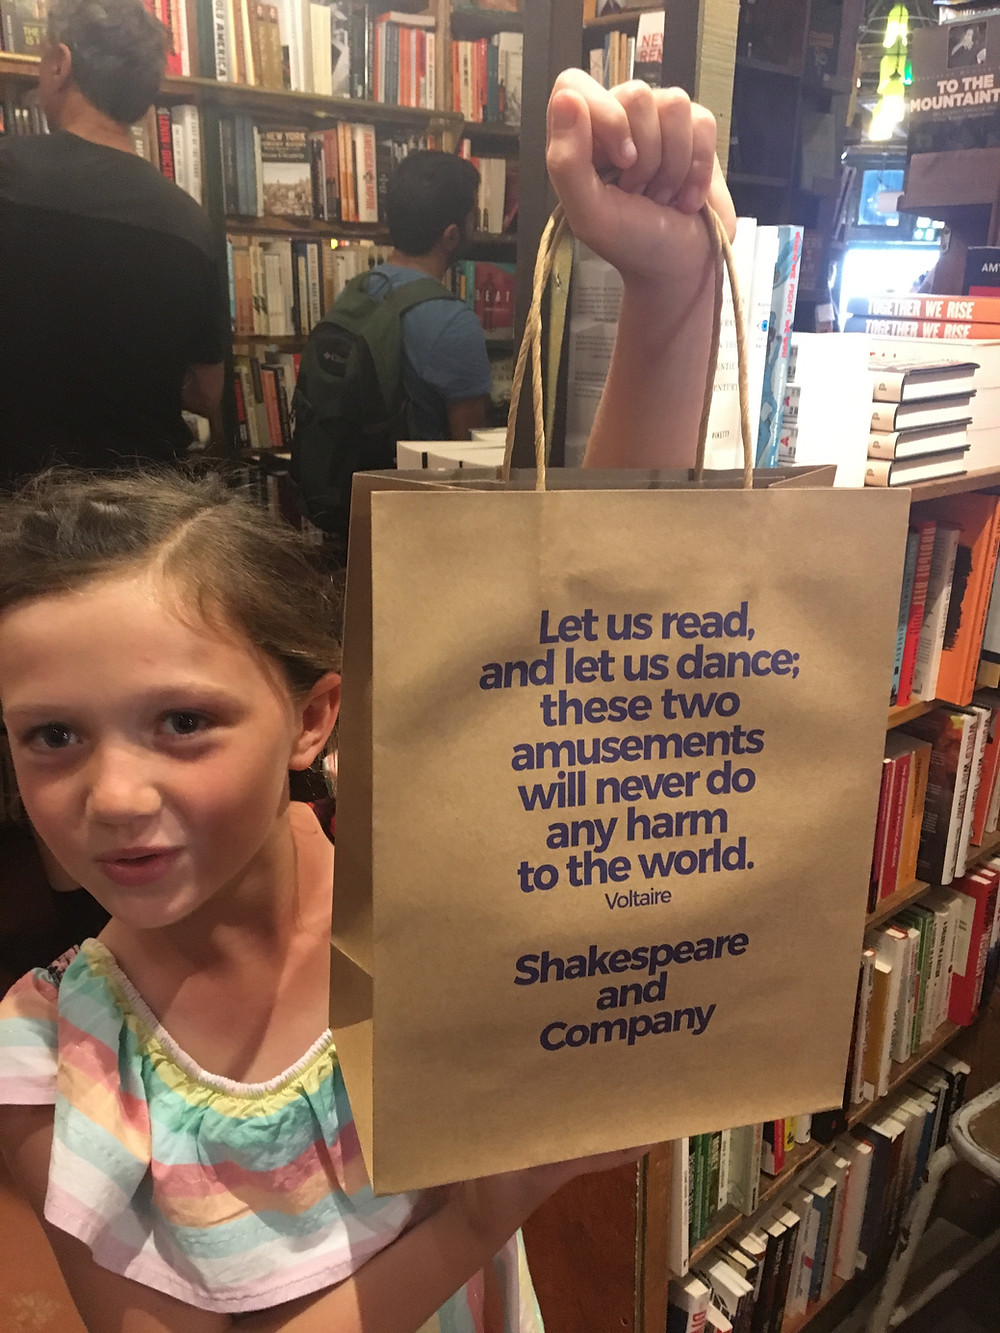 TO THE
MOUNTAINT
TOGETHER WE RISE
TOGETHER WE RISE
Let us read,
and let us dance;
these two
amusements
will never do
any harm
to the world.
Voltaire
Shakespeare
and
Company